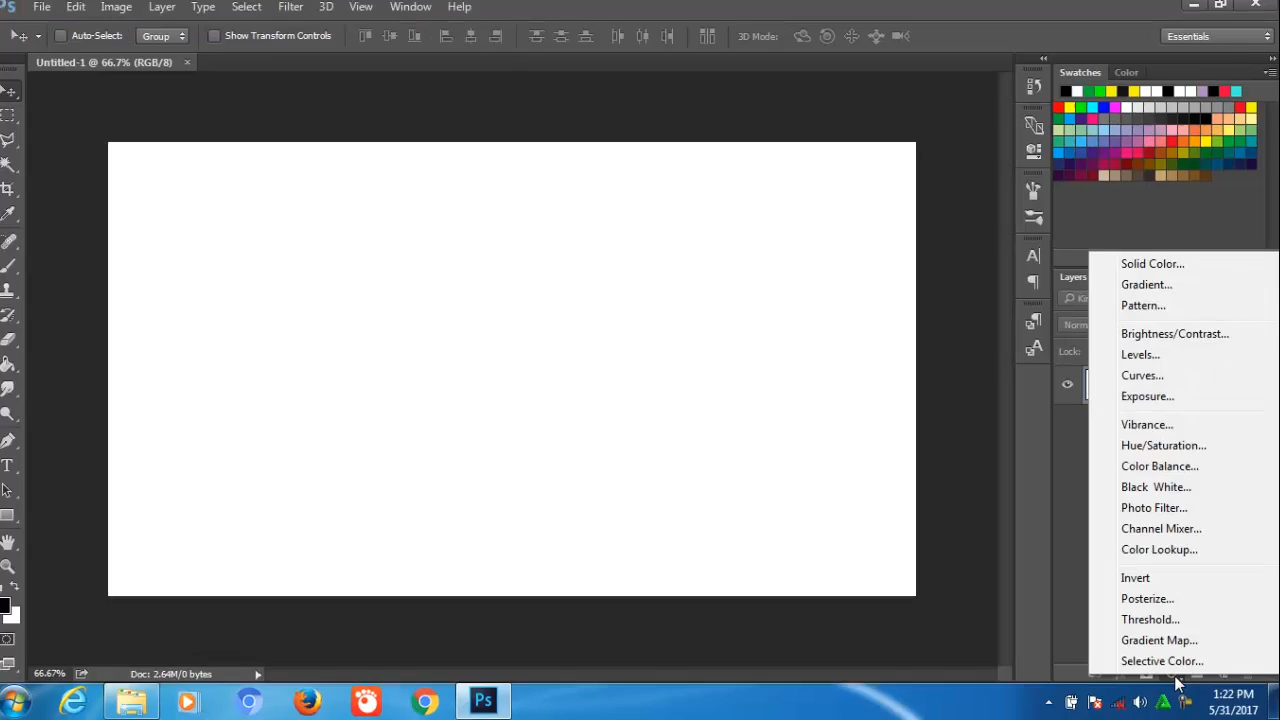 Ps File Edit Image Layer Type Select Filter 3D View Window Help
Auto-Select: Group Show Transform Controls 3D Mode: Essentials
Untitled-1 @ 66.7% (RGB/8)
Swatches Color
Layers
Lock:
Solid Color...
Gradient...
Pattern...
Brightness/Contrast...
Levels...
Curves...
Exposure...
Vibrance...
Hue/Saturation...
Color Balance...
Black White...
Photo Filter...
Channel Mixer...
Color Lookup...
Invert
Posterize...
Threshold...
Gradient Map...
Selective Color...
66.67% Doc: 2.64M/0 bytes
Ps
1:22 PM
5/31/2017